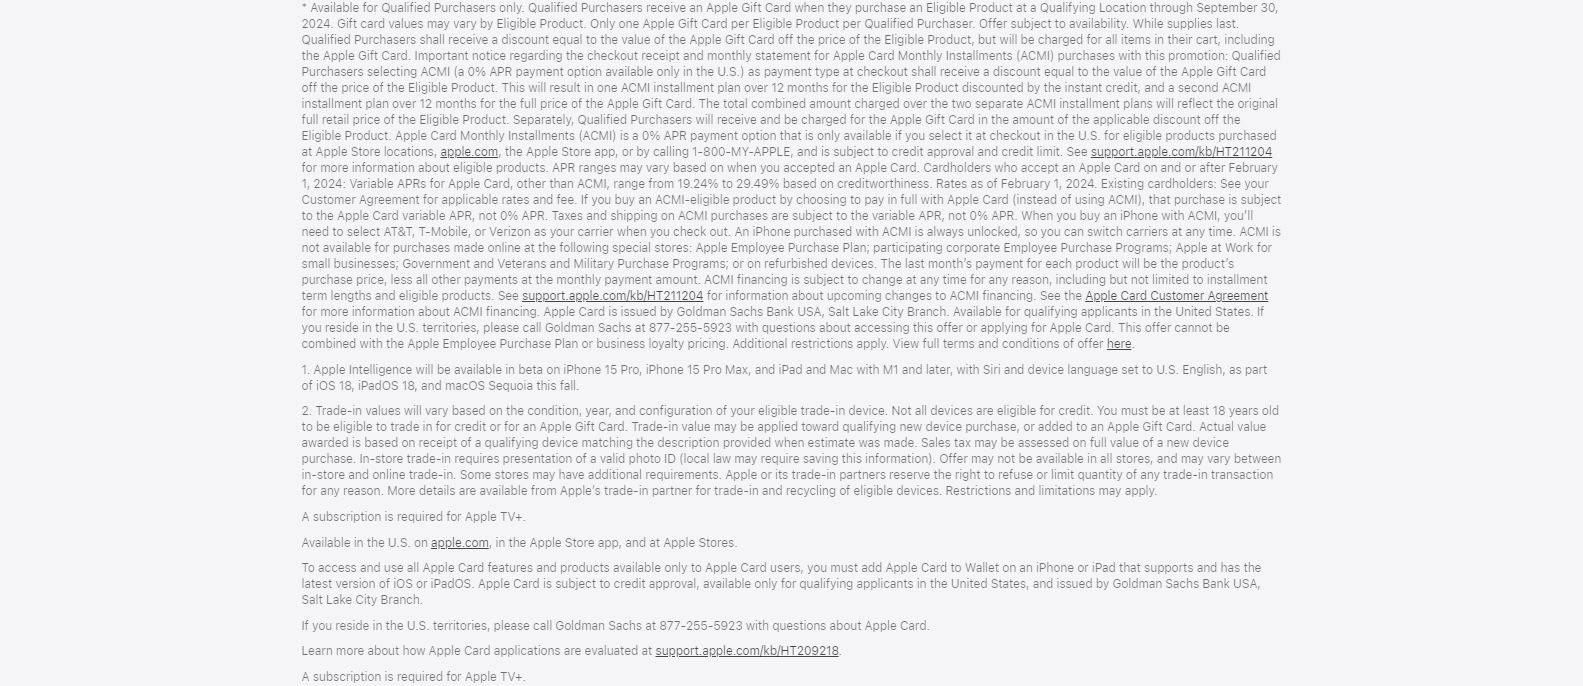 * Available for Qualified Purchasers only. Qualified Purchasers receive an Apple Gift Card when they purchase an Eligible Product at a Qualifying Location through September 30,
2024. Gift card values may vary by Eligible Product. Only one Apple Gift Card per Eligible Product per Qualified Purchaser. Offer subject to availability. While supplies last.
Qualified Purchasers shall receive a discount equal to the value of the Apple Gift Card off the price of the Eligible Product, but will be charged for all items in their cart, including
the Apple Gift Card. Important notice regarding the checkout receipt and monthly statement for Apple Card Monthly Installments (ACMI) purchases with this promotion: Qualified
Purchasers selecting ACMI (a 0% APR payment option available only in the U.S.) as payment type at checkout shall receive a discount equal to the value of the Apple Gift Card
off the price of the Eligible Product. This will result in one ACMI installment plan over 12 months for the Eligible Product discounted by the instant credit, and a second ACMI
installment plan over 12 months for the full price of the Apple Gift Card. The total combined amount charged over the two separate ACMI installment plans will reflect the original
full retail price of the Eligible Product. Separately, Qualified Purchasers will receive and be charged for the Apple Gift Card in the amount of the applicable discount off the
Eligible Product. Apple Card Monthly Installments (ACMI) is a 0% APR payment option that is only available if you select it at checkout in the U.S. for eligible products purchased
at Apple Store locations, apple.com, the Apple Store app, or by calling 1-800-MY-APPLE, and is subject to credit approval and credit limit. See support.apple.com/kb/HT211204
for more information about eligible products. APR ranges may vary based on when you accepted an Apple Card. Cardholders who accept an Apple Card on and or after February
1, 2024: Variable APRs for Apple Card, other than ACMI, range from 19.24% to 29.49% based on creditworthiness. Rates as of February 1, 2024. Existing cardholders: See your
Customer Agreement for applicable rates and fee. If you buy an ACMI-eligible product by choosing to pay in full with Apple Card (instead of using ACMI), that purchase is subject
to the Apple Card variable APR, not 0% APR. Taxes and shipping on ACMI purchases are subject to the variable APR, not 0% APR. When you buy an iPhone with ACMI, you’ll
need to select AT&T, T-Mobile, or Verizon as your carrier when you check out. An iPhone purchased with ACMI is always unlocked, so you can switch carriers at any time. ACMI is
not available for purchases made online at the following special stores: Apple Employee Purchase Plan; participating corporate Employee Purchase Programs; Apple at Work for
small businesses; Government and Veterans and Military Purchase Programs; or on refurbished devices. The last month’s payment for each product will be the product’s
purchase price, less all other payments at the monthly payment amount. ACMI financing is subject to change at any time for any reason, including but not limited to installment
term lengths and eligible products. See support.apple.com/kb/HT211204 for information about upcoming changes to ACMI financing. See the Apple Card Customer Agreement
for more information about ACMI financing. Apple Card is issued by Goldman Sachs Bank USA, Salt Lake City Branch. Available for qualifying applicants in the United States. If
you reside in the U.S. territories, please call Goldman Sachs at 877-255-5923 with questions about accessing this offer or applying for Apple Card. This offer cannot be
combined with the Apple Employee Purchase Plan or business loyalty pricing. Additional restrictions apply. View full terms and conditions of offer here.
1. Apple Intelligence will be available in beta on iPhone 15 Pro, iPhone 15 Pro Max, and iPad and Mac with M1 and later, with Siri and device language set to U.S. English, as part
of iOS 18, iPadOS 18, and macOS Sequoia this fall.
2. Trade-in values will vary based on the condition, year, and configuration of your eligible trade-in device. Not all devices are eligible for credit. You must be at least 18 years old
to be eligible to trade in for credit or for an Apple Gift Card. Trade-in value may be applied toward qualifying new device purchase, or added to an Apple Gift Card. Actual value
awarded is based on receipt of a qualifying device matching the description provided when estimate was made. Sales tax may be assessed on full value of a new device
purchase. In-store trade-in requires presentation of a valid photo ID (local law may require saving this information). Offer may not be available in all stores, and may vary between
in-store and online trade-in. Some stores may have additional requirements. Apple or its trade-in partners reserve the right to refuse or limit quantity of any trade-in transaction
for any reason. More details are available from Apple’s trade-in partner for trade-in and recycling of eligible devices. Restrictions and limitations may apply.
A subscription is required for Apple TV+.
Available in the U.S. on apple.com, in the Apple Store app, and at Apple Stores.
To access and use all Apple Card features and products available only to Apple Card users, you must add Apple Card to Wallet on an iPhone or iPad that supports and has the
latest version of iOS or iPadOS. Apple Card is subject to credit approval, available only for qualifying applicants in the United States, and issued by Goldman Sachs Bank USA,
Salt Lake City Branch.
If you reside in the U.S. territories, please call Goldman Sachs at 877-255-5923 with questions about Apple Card.
Learn more about how Apple Card applications are evaluated at support.apple.com/kb/HT209218.
A subscription is required for Apple TV+.